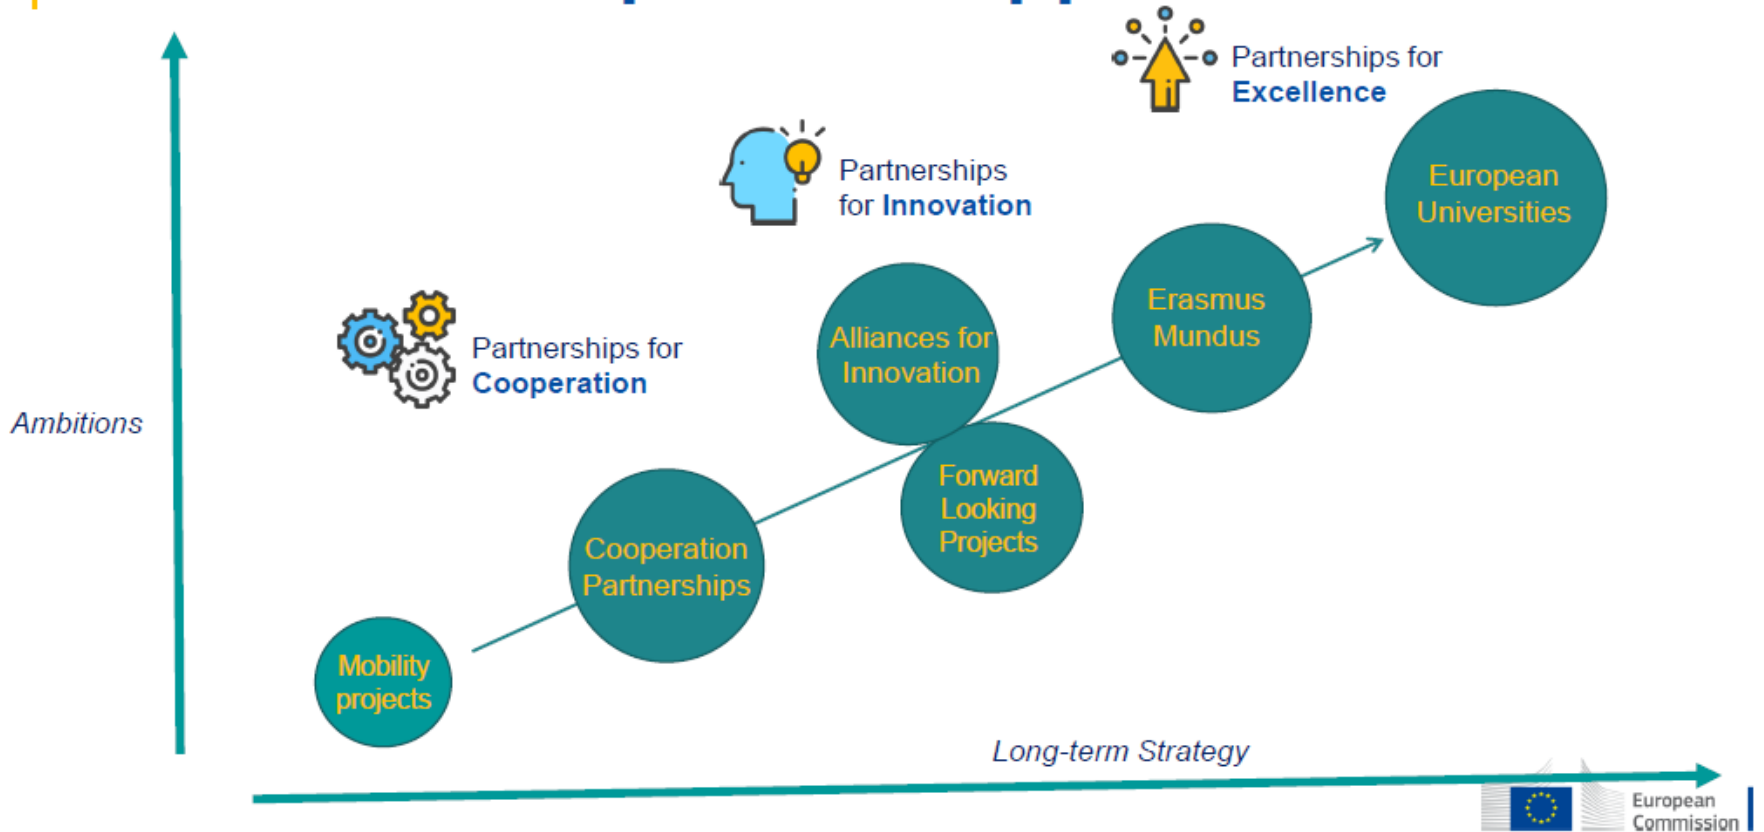 Partnerships for
Excellence
Partnerships
for Innovation
European
Universities
Erasmus
Mundus
Partnerships for
Cooperation
Alliances for
Innovation
Ambitions
Forward
Looking
Projects
Cooperation
Partnerships
Mobility
projects
Long-term Strategy
European
Commission